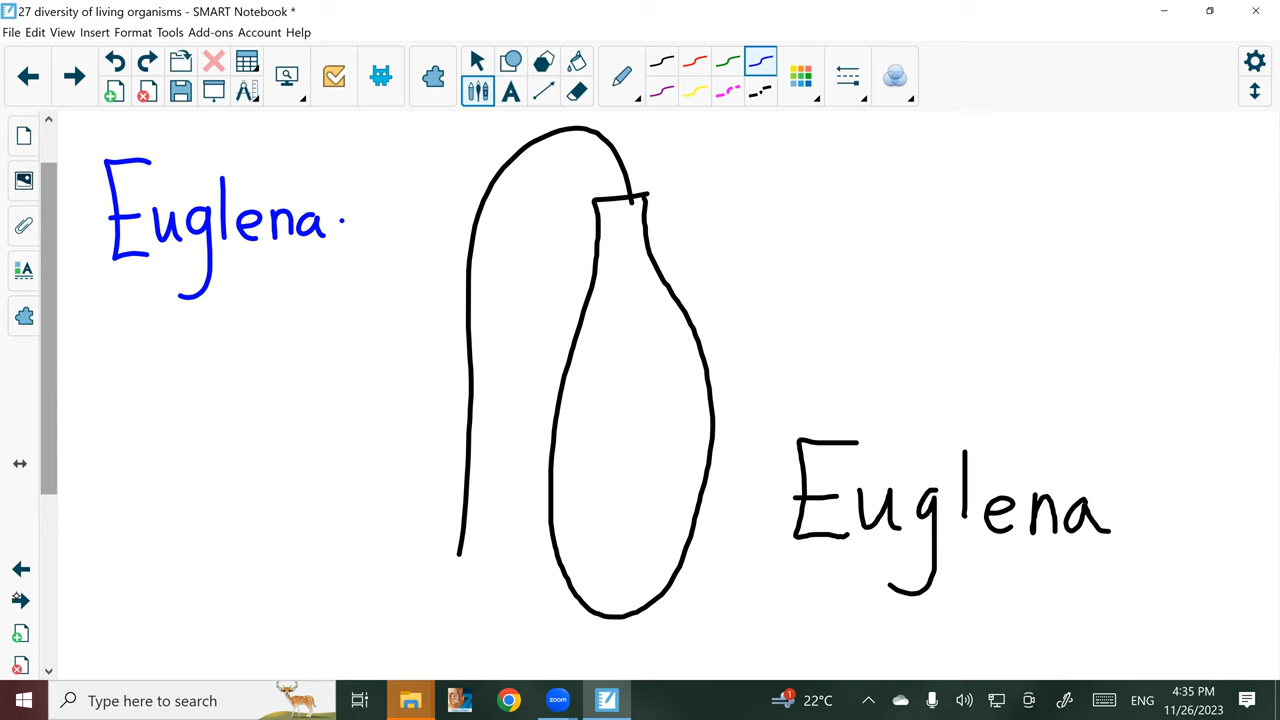 27 diversity of living organisms - SMART Notebook *
File Edit View Insert Format Tools Add-ons Account Help
Euglena.
Euglena
Type here to search
1
22°C
ENG
4:35 PM
11/26/2023